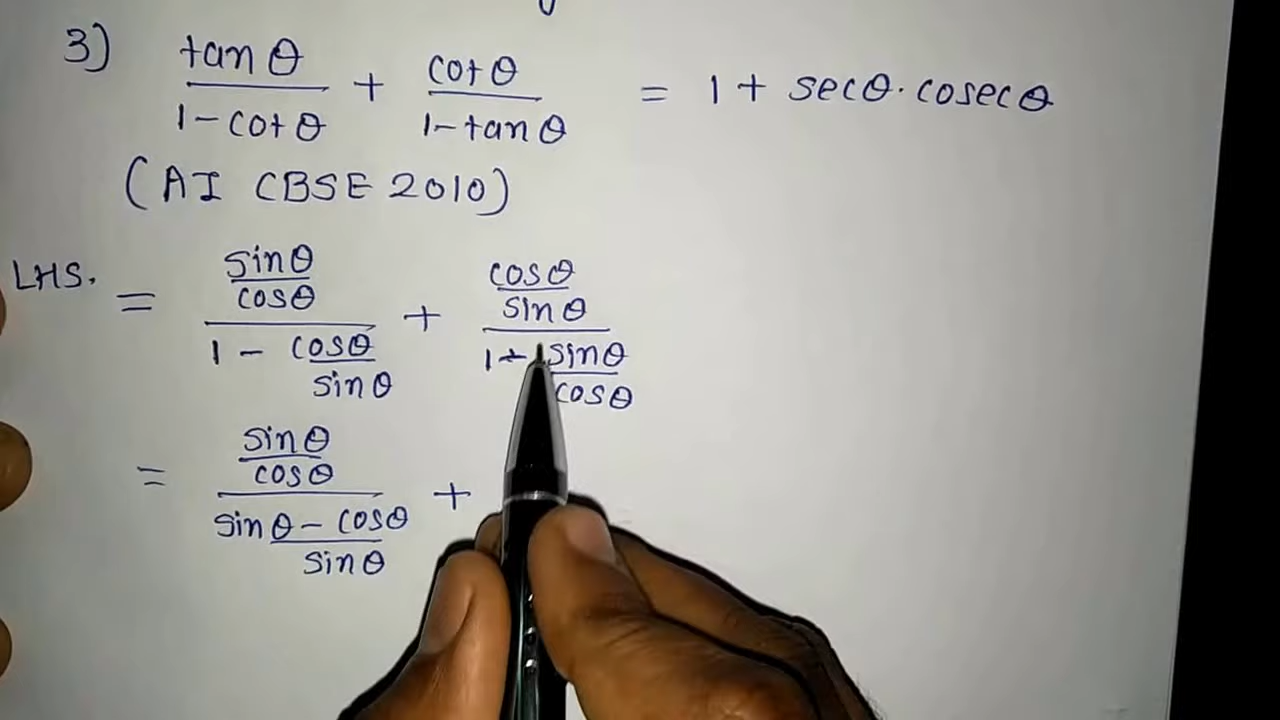 3) tanθ/(1-cotθ) + cotθ/(1-tanθ) = 1 + secθ.cosecθ
(AI CBSE 2010)
LHS. = (sinθ/cosθ)/(1 - cosθ/sinθ) + (cosθ/sinθ)/(1 - sinθ/cosθ)
= (sinθ/cosθ)/((sinθ - cosθ)/sinθ) +